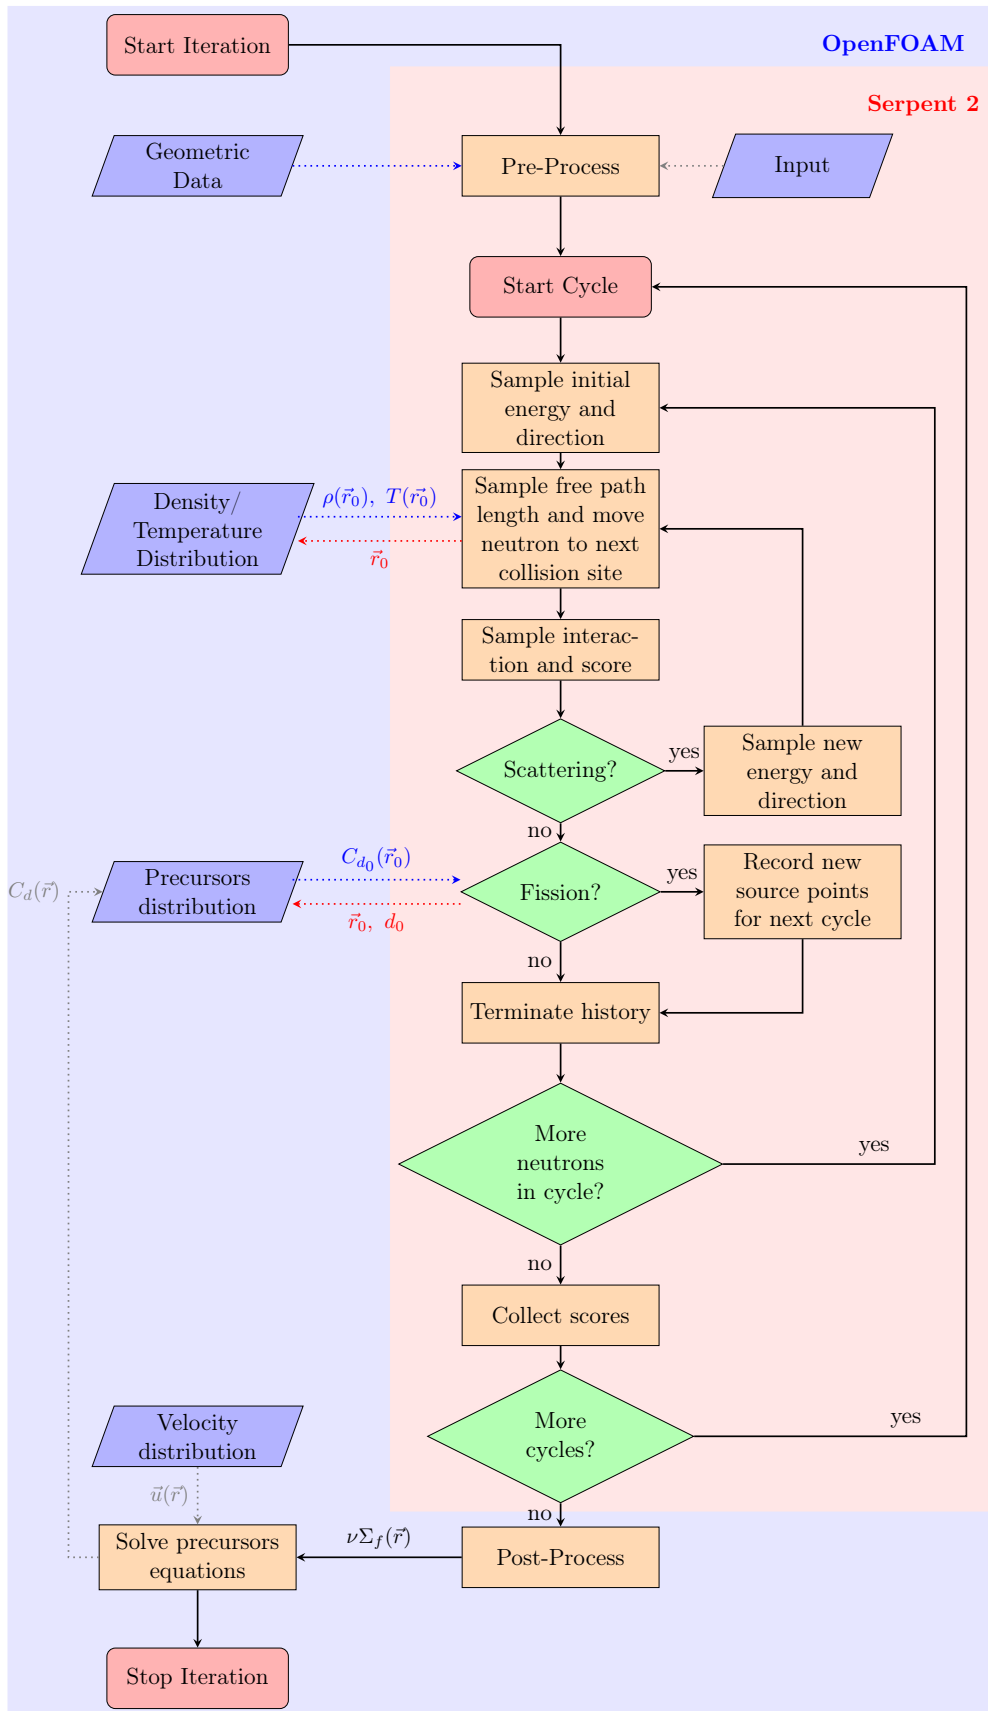 Start Iteration
OpenFOAM
Serpent 2
Geometric
Data
Pre-Process
Input
Start Cycle
Sample initial
energy and
direction
Density/
Temperature
Distribution
ρ(r⃗₀), T(r⃗₀)
r⃗₀
Sample free path
length and move
neutron to next
collision site
Sample interac-
tion and score
Scattering?
yes
Sample new
energy and
direction
no
C_{d₀}(r⃗₀)
Precursors
distribution
C_d(r⃗)
r⃗₀, d₀
Fission?
yes
Record new
source points
for next cycle
no
Terminate history
More
neutrons
in cycle?
yes
no
Collect scores
More
cycles?
yes
no
Velocity
distribution
u⃗(r⃗)
Solve precursors
equations
νΣ_f(r⃗)
Post-Process
Stop Iteration